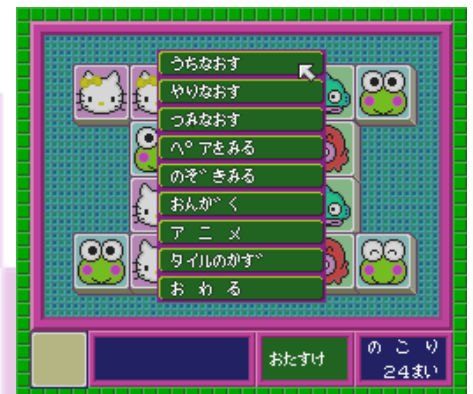 うちなおす
やりなおす
つみなおす
ペアをみる
のぞきみる
おんがく
アニメ
タイルのかず
おわる
おたすけ
のこり
24まい